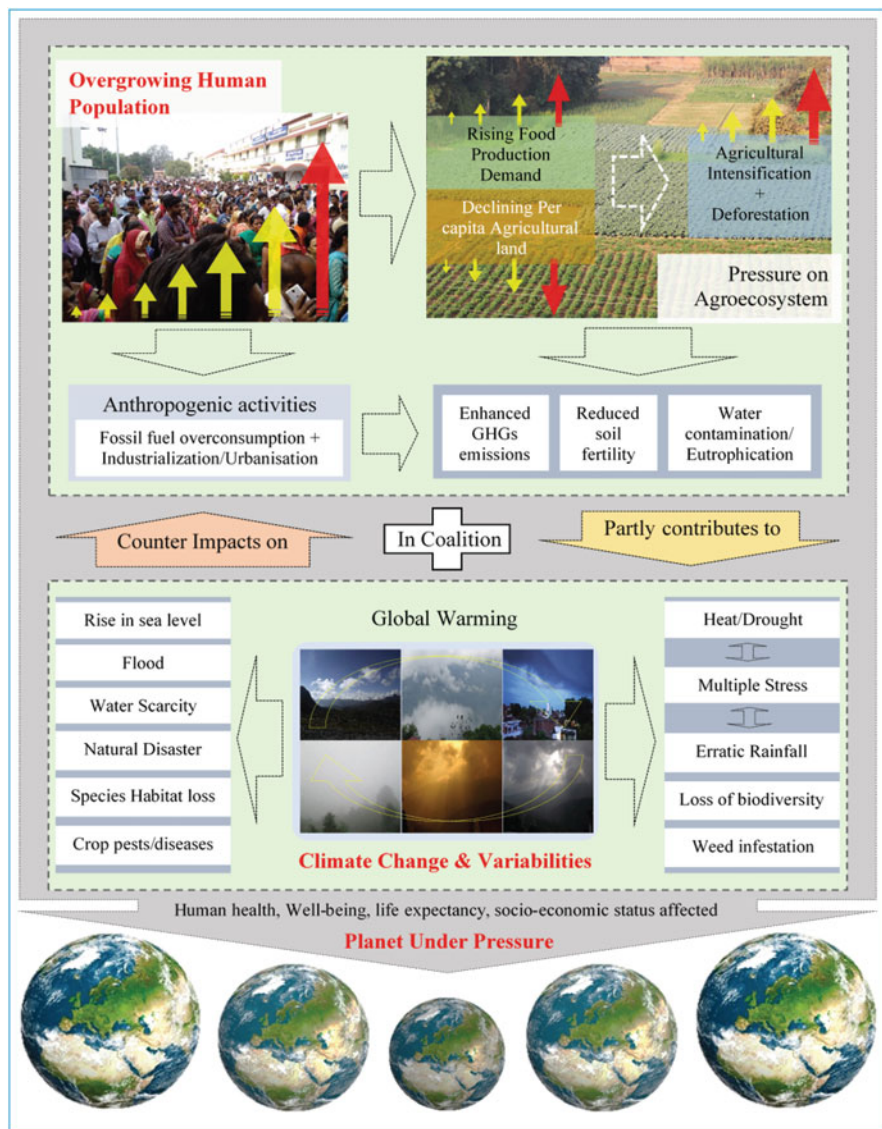 Overgrowing Human
Population
Rising Food
Production
Demand
Declining Per
capita Agricultural
land
Agricultural
Intensification
+
Deforestation
Pressure on
Agroecosystem
Anthropogenic activities
Fossil fuel overconsumption +
Industrialization/Urbanisation
Enhanced
GHGs
emissions
Reduced
soil
fertility
Water
contamination/
Eutrophication
Counter Impacts on
In Coalition
Partly contributes to
Rise in sea level
Flood
Water Scarcity
Natural Disaster
Species Habitat loss
Crop pests/diseases
Global Warming
Climate Change & Variabilities
Heat/Drought
Multiple Stress
Erratic Rainfall
Loss of biodiversity
Weed infestation
Human health, Well-being, life expectancy, socio-economic status affected
Planet Under Pressure